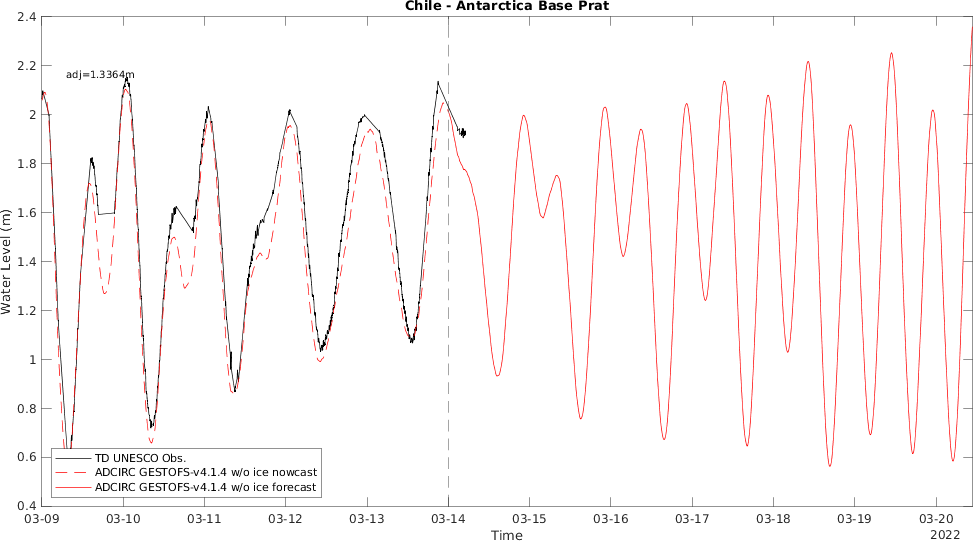 Chile - Antarctica Base Prat
adj=1.3364m
Water Level (m)
2.4
2.2
2
1.8
1.6
1.4
1.2
1
0.8
0.6
0.4
TD UNESCO Obs.
ADCIRC GESTOFS-v4.1.4 w/o ice nowcast
ADCIRC GESTOFS-v4.1.4 w/o ice forecast
03-09 03-10 03-11 03-12 03-13 03-14 03-15 03-16 03-17 03-18 03-19 03-20
Time
2022